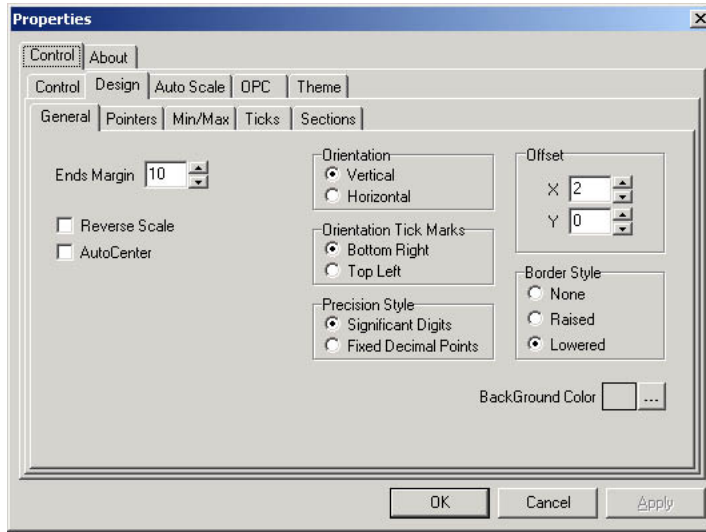 Properties
Control About
Control Design Auto Scale OPC Theme
General Pointers Min/Max Ticks Sections
Ends Margin 10
Reverse Scale
AutoCenter
Orientation
Vertical
Horizontal
Orientation Tick Marks
Bottom Right
Top Left
Precision Style
Significant Digits
Fixed Decimal Points
Offset
X 2
Y 0
Border Style
None
Raised
Lowered
BackGround Color ...
OK Cancel Apply